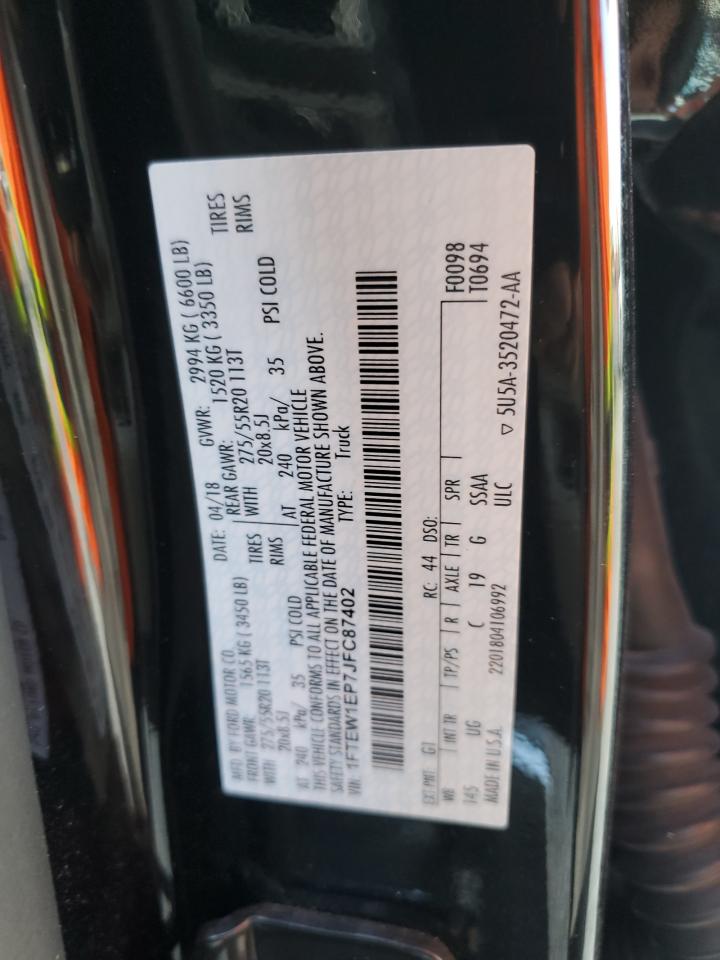 MFD BY FORD MOTOR CO. DATE: 04/18 GVWR: 2994 KG ( 6600 LB)
FRONT GAWR: 1565 KG ( 3450 LB) REAR GAWR: 1520 KG ( 3350 LB)
WITH 275/55R20 113T TIRES WITH 275/55R20 113T TIRES
20x8.5J RIMS 20x8.5J RIMS
AT 240 kPa/ 35 PSI COLD AT 240 kPa/ 35 PSI COLD
THIS VEHICLE CONFORMS TO ALL APPLICABLE FEDERAL MOTOR VEHICLE
SAFETY STANDARDS IN EFFECT ON THE DATE OF MANUFACTURE SHOWN ABOVE.
VIN: 1FTEW1EP7JFC87402 TYPE: Truck
EXT PNT: G1 RC: 44 DSO: F0098
WB INT TR TP/PS R AXLE TR SPR T0694
145 UG C 19 G SSAA
MADE IN U.S.A. 2201804106992 ULC ▽ 5U5A-3520472-AA